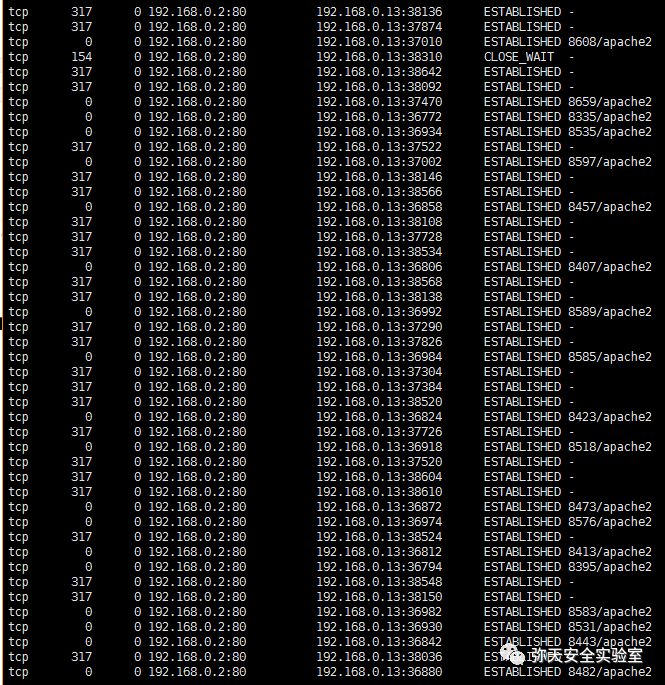 tcp 317 0 192.168.0.2:80 192.168.0.13:38136 ESTABLISHED -
tcp 317 0 192.168.0.2:80 192.168.0.13:37874 ESTABLISHED -
tcp 0 0 192.168.0.2:80 192.168.0.13:37010 ESTABLISHED 8608/apache2
tcp 154 0 192.168.0.2:80 192.168.0.13:38310 CLOSE_WAIT -
tcp 317 0 192.168.0.2:80 192.168.0.13:38642 ESTABLISHED -
tcp 317 0 192.168.0.2:80 192.168.0.13:38092 ESTABLISHED -
tcp 0 0 192.168.0.2:80 192.168.0.13:37470 ESTABLISHED 8659/apache2
tcp 0 0 192.168.0.2:80 192.168.0.13:36772 ESTABLISHED 8335/apache2
tcp 0 0 192.168.0.2:80 192.168.0.13:36934 ESTABLISHED 8535/apache2
tcp 317 0 192.168.0.2:80 192.168.0.13:37522 ESTABLISHED -
tcp 0 0 192.168.0.2:80 192.168.0.13:37002 ESTABLISHED 8597/apache2
tcp 317 0 192.168.0.2:80 192.168.0.13:38146 ESTABLISHED -
tcp 317 0 192.168.0.2:80 192.168.0.13:38566 ESTABLISHED -
tcp 0 0 192.168.0.2:80 192.168.0.13:36858 ESTABLISHED 8457/apache2
tcp 317 0 192.168.0.2:80 192.168.0.13:38108 ESTABLISHED -
tcp 317 0 192.168.0.2:80 192.168.0.13:37728 ESTABLISHED -
tcp 317 0 192.168.0.2:80 192.168.0.13:38534 ESTABLISHED -
tcp 0 0 192.168.0.2:80 192.168.0.13:36806 ESTABLISHED 8407/apache2
tcp 317 0 192.168.0.2:80 192.168.0.13:38568 ESTABLISHED -
tcp 317 0 192.168.0.2:80 192.168.0.13:38138 ESTABLISHED -
tcp 0 0 192.168.0.2:80 192.168.0.13:36992 ESTABLISHED 8589/apache2
tcp 317 0 192.168.0.2:80 192.168.0.13:37290 ESTABLISHED -
tcp 317 0 192.168.0.2:80 192.168.0.13:37826 ESTABLISHED -
tcp 0 0 192.168.0.2:80 192.168.0.13:36984 ESTABLISHED 8585/apache2
tcp 317 0 192.168.0.2:80 192.168.0.13:37304 ESTABLISHED -
tcp 317 0 192.168.0.2:80 192.168.0.13:37384 ESTABLISHED -
tcp 317 0 192.168.0.2:80 192.168.0.13:38520 ESTABLISHED -
tcp 0 0 192.168.0.2:80 192.168.0.13:36824 ESTABLISHED 8423/apache2
tcp 317 0 192.168.0.2:80 192.168.0.13:37726 ESTABLISHED -
tcp 0 0 192.168.0.2:80 192.168.0.13:36918 ESTABLISHED 8518/apache2
tcp 317 0 192.168.0.2:80 192.168.0.13:37520 ESTABLISHED -
tcp 317 0 192.168.0.2:80 192.168.0.13:38604 ESTABLISHED -
tcp 317 0 192.168.0.2:80 192.168.0.13:38610 ESTABLISHED -
tcp 0 0 192.168.0.2:80 192.168.0.13:36872 ESTABLISHED 8473/apache2
tcp 0 0 192.168.0.2:80 192.168.0.13:36974 ESTABLISHED 8576/apache2
tcp 317 0 192.168.0.2:80 192.168.0.13:38524 ESTABLISHED -
tcp 0 0 192.168.0.2:80 192.168.0.13:36812 ESTABLISHED 8413/apache2
tcp 0 0 192.168.0.2:80 192.168.0.13:36794 ESTABLISHED 8395/apache2
tcp 317 0 192.168.0.2:80 192.168.0.13:38548 ESTABLISHED -
tcp 317 0 192.168.0.2:80 192.168.0.13:38150 ESTABLISHED -
tcp 0 0 192.168.0.2:80 192.168.0.13:36982 ESTABLISHED 8583/apache2
tcp 0 0 192.168.0.2:80 192.168.0.13:36930 ESTABLISHED 8531/apache2
tcp 0 0 192.168.0.2:80 192.168.0.13:36842 ESTABLISHED 8443/apache2
tcp 317 0 192.168.0.2:80 192.168.0.13:38036
弥天安全实验室
tcp 0 0 192.168.0.2:80 192.168.0.13:36880 ESTABLISHED 8482/apache2